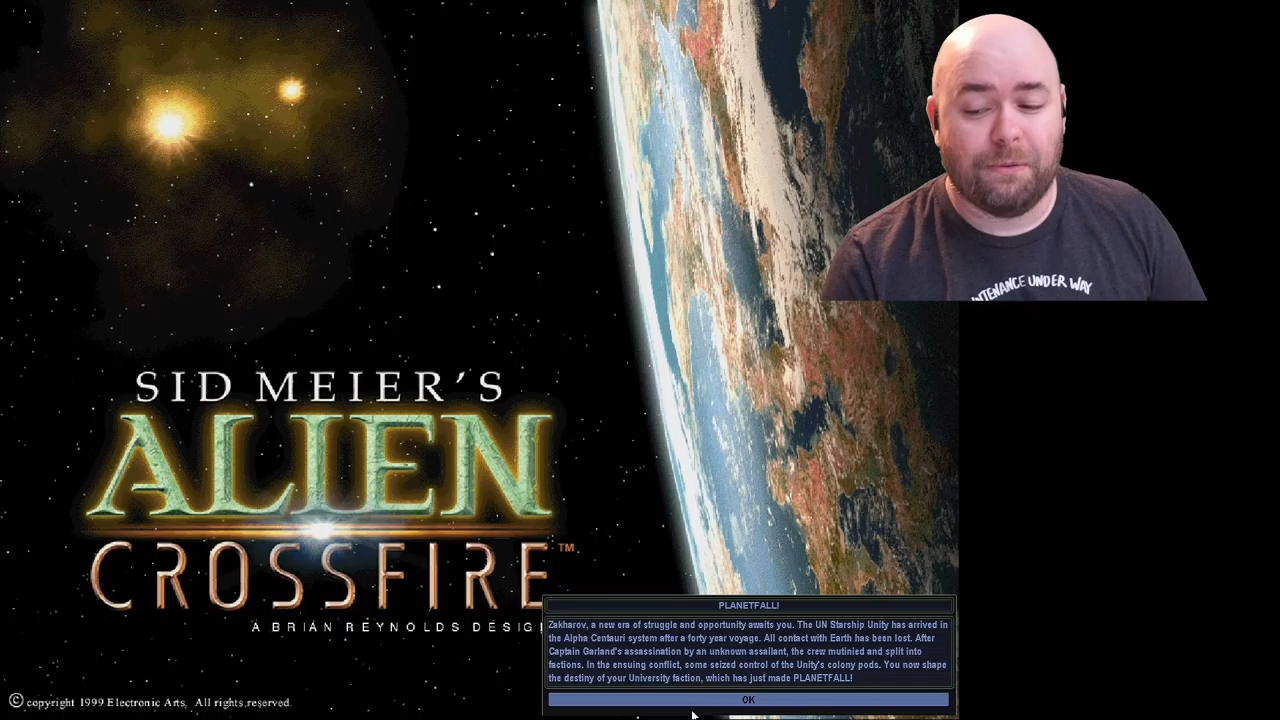 SID MEIER'S
ALIEN
CROSSFIRE™
A BRIAN REYNOLDS DESIG
© copyright 1999 Electronic Arts, All rights reserved.
INTENANCE UNDER WAY
PLANETFALL!
Zakharov, a new era of struggle and opportunity awaits you. The UN Starship Unity has arrived in
the Alpha Centauri system after a forty year voyage. All contact with Earth has been lost. After
Captain Garland's assassination by an unknown assailant, the crew mutinied and split into
factions. In the ensuing conflict, some seized control of the Unity's colony pods. You now shape
the destiny of your University faction, which has just made PLANETFALL!
OK